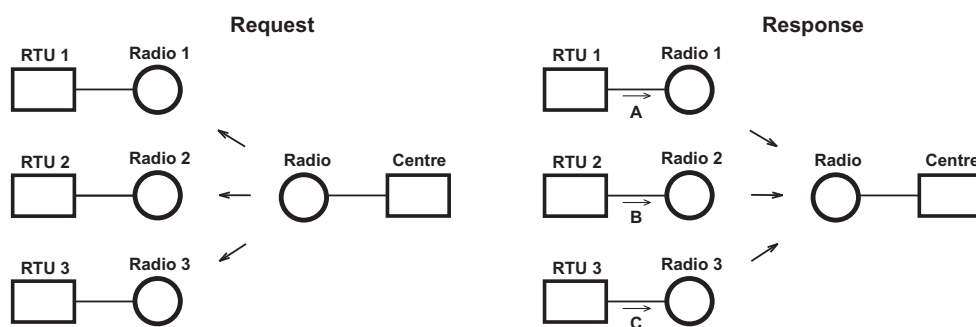 Request
RTU 1 Radio 1
RTU 2 Radio 2
Radio Centre
RTU 3 Radio 3
Response
RTU 1 Radio 1
A
RTU 2 Radio 2
Radio Centre
B
RTU 3 Radio 3
C